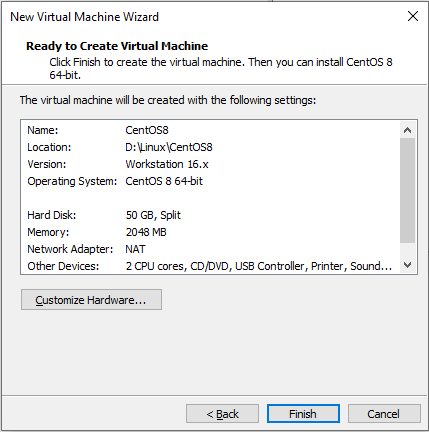 New Virtual Machine Wizard
Ready to Create Virtual Machine
Click Finish to create the virtual machine. Then you can install CentOS 8
64-bit.
The virtual machine will be created with the following settings:
Name: CentOS8
Location: D:\Linux\CentOS8
Version: Workstation 16.x
Operating System: CentOS 8 64-bit
Hard Disk: 50 GB, Split
Memory: 2048 MB
Network Adapter: NAT
Other Devices: 2 CPU cores, CD/DVD, USB Controller, Printer, Sound...
Customize Hardware...
< Back Finish Cancel